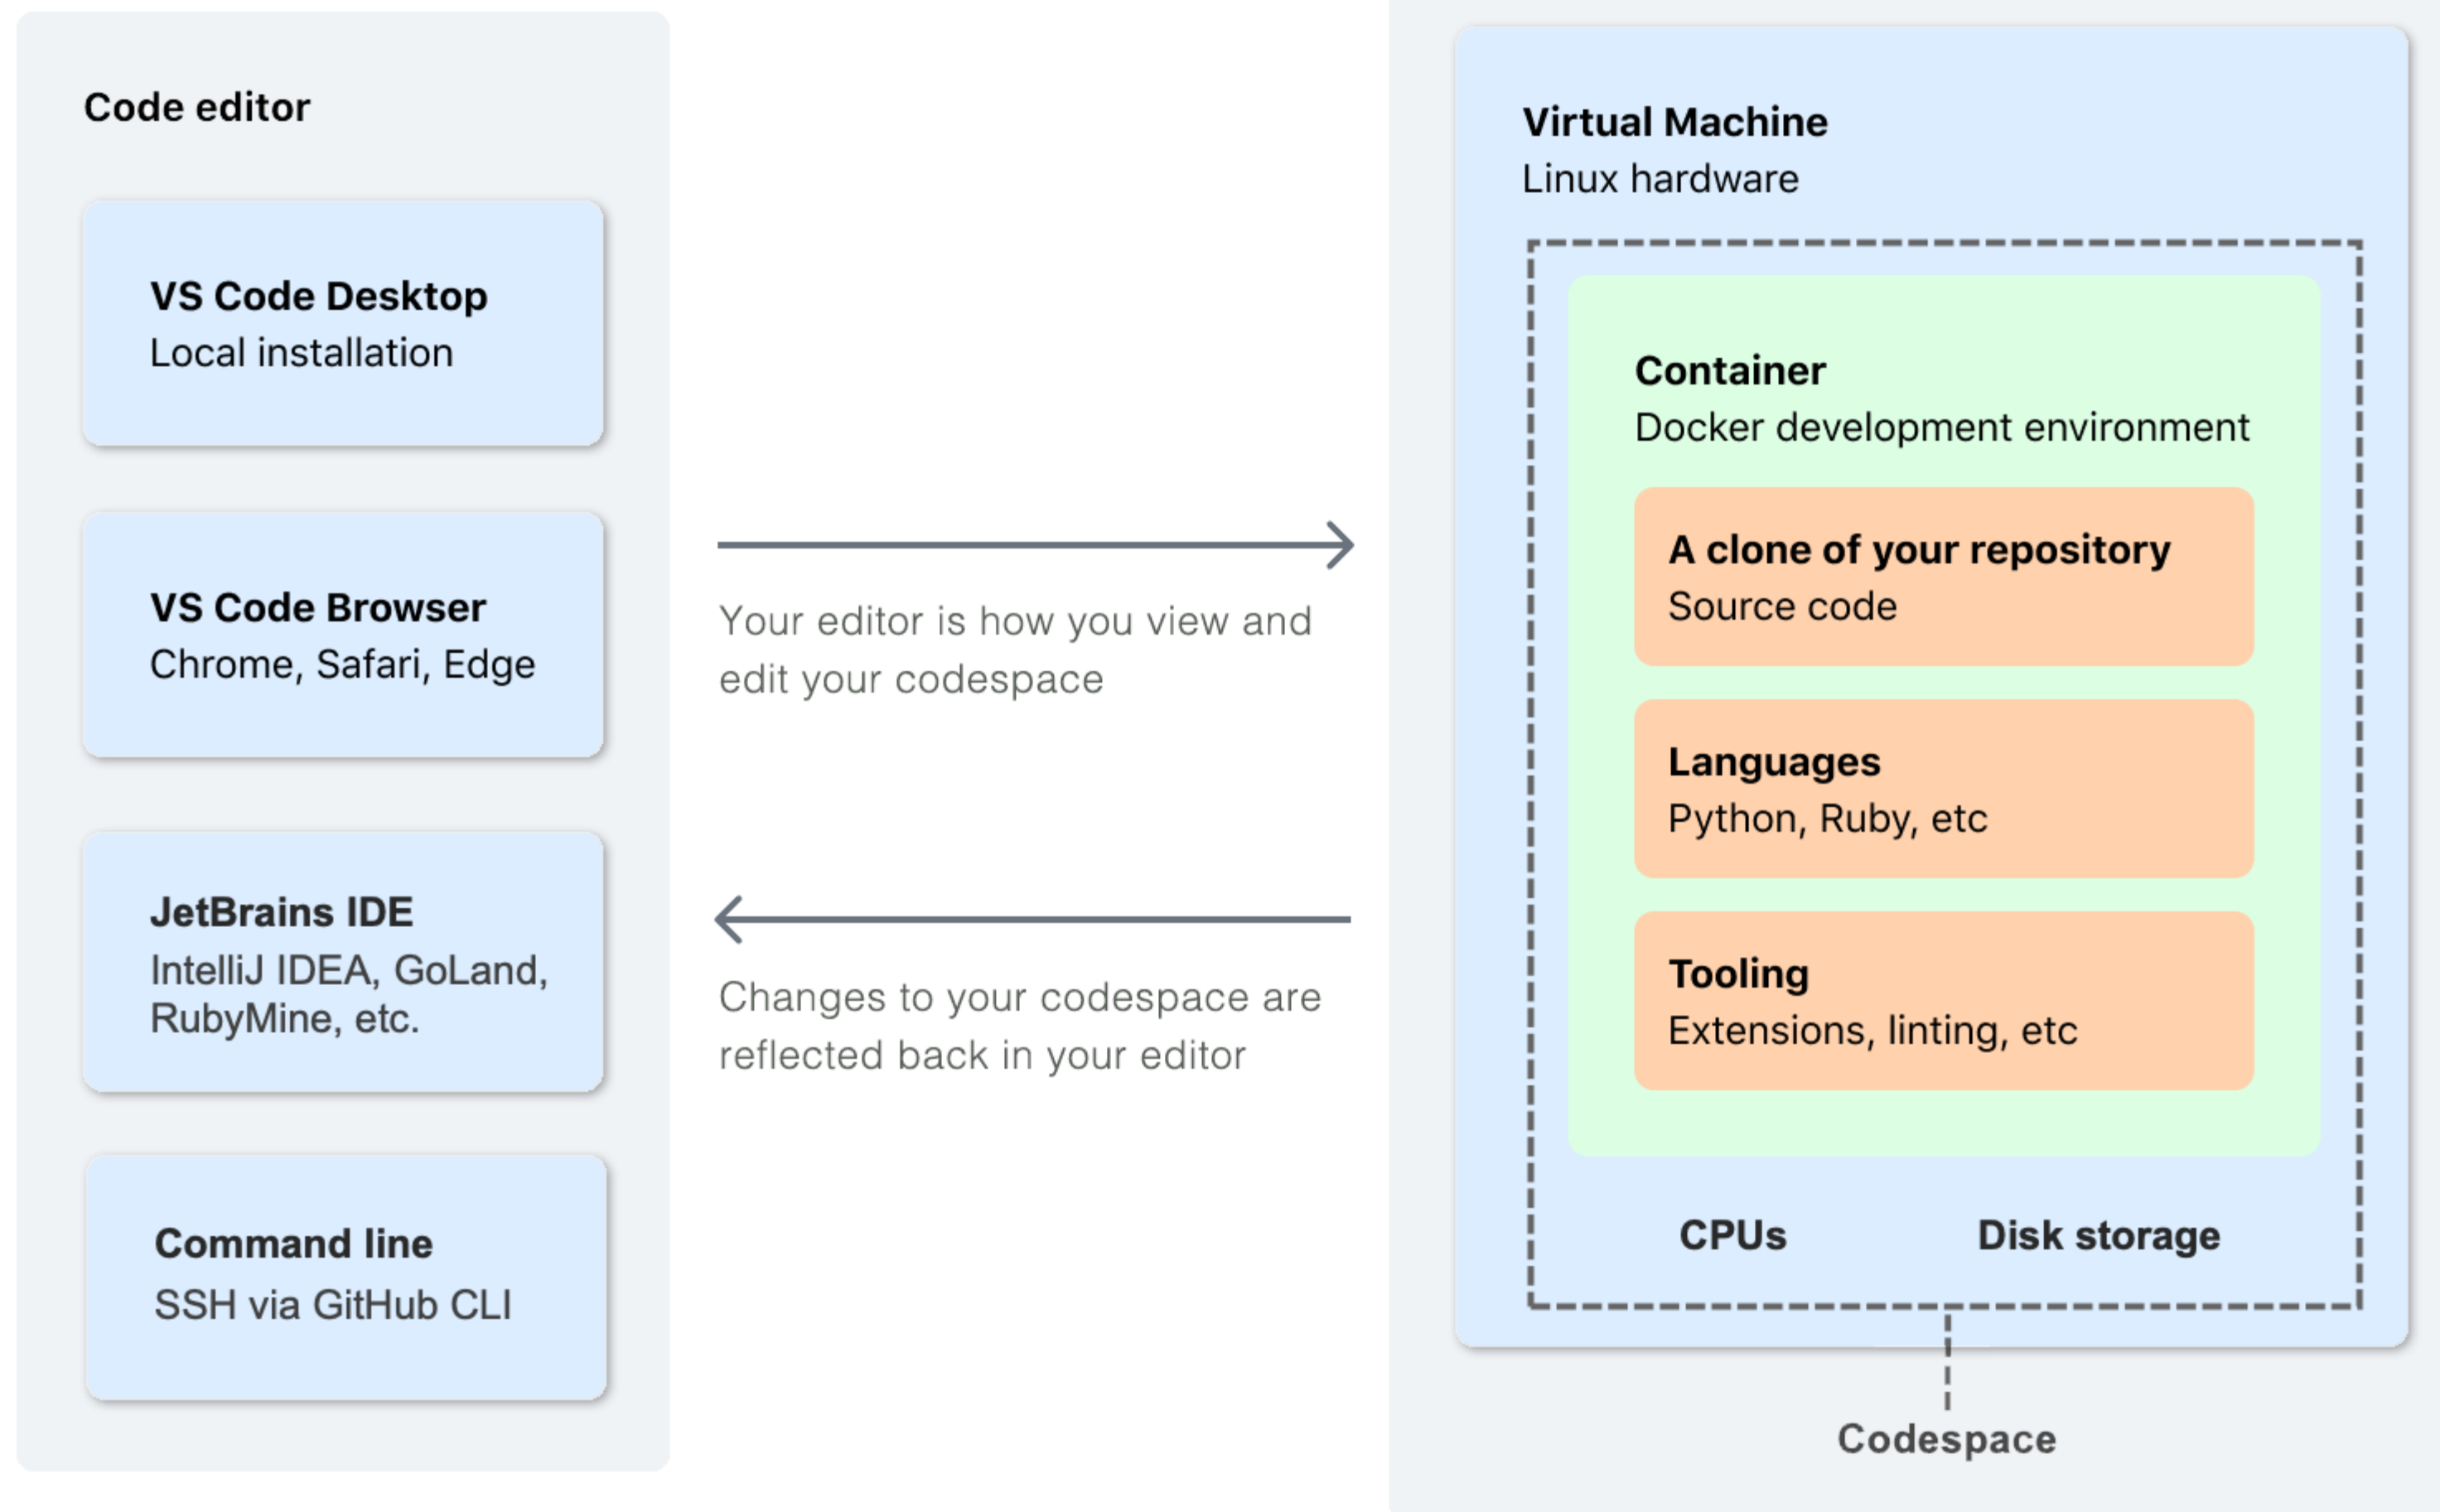 Code editor
VS Code Desktop
Local installation
VS Code Browser
Chrome, Safari, Edge
JetBrains IDE
IntelliJ IDEA, GoLand,
RubyMine, etc.
Command line
SSH via GitHub CLI
Your editor is how you view and
edit your codespace
Changes to your codespace are
reflected back in your editor
Virtual Machine
Linux hardware
Container
Docker development environment
A clone of your repository
Source code
Languages
Python, Ruby, etc
Tooling
Extensions, linting, etc
CPUs
Disk storage
Codespace